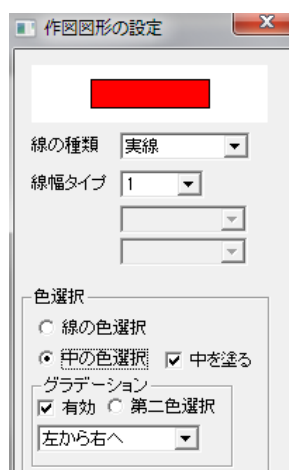 作図図形の設定
線の種類 実線
線幅タイプ 1
色選択
線の色選択
中の色選択 中を塗る
グラデーション
有効 第二色選択
左から右へ